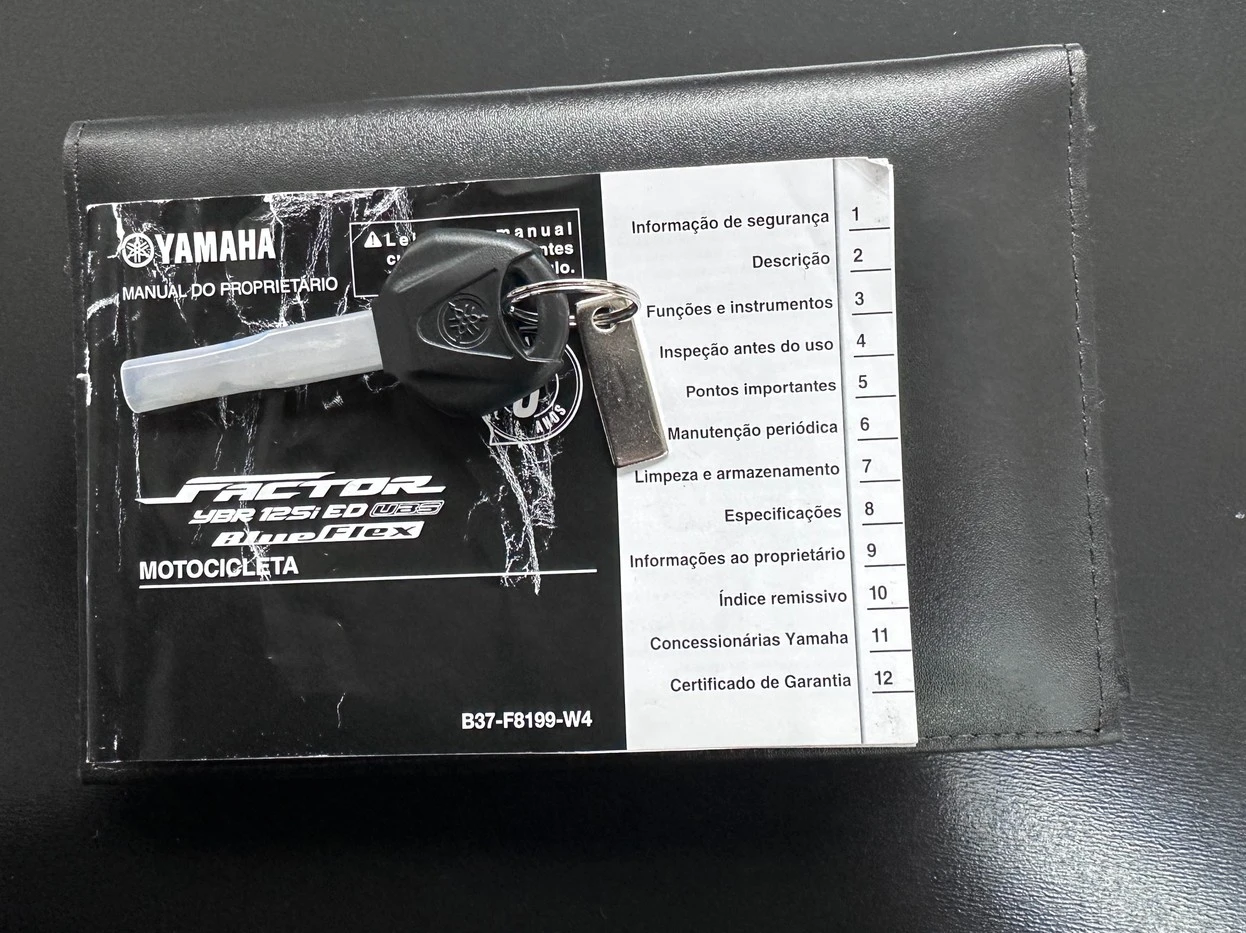 YAMAHA
MANUAL DO PROPRIETÁRIO
manual
ANOS
FACTOR
YBR 125i ED UBS
BlueFlex
MOTOCICLETA
B37-F8199-W4
Informação de segurança 1
Descrição 2
Funções e instrumentos 3
Inspeção antes do uso 4
Pontos importantes 5
Manutenção periódica 6
Limpeza e armazenamento 7
Especificações 8
Informações ao proprietário 9
Índice remissivo 10
Concessionárias Yamaha 11
Certificado de Garantia 12